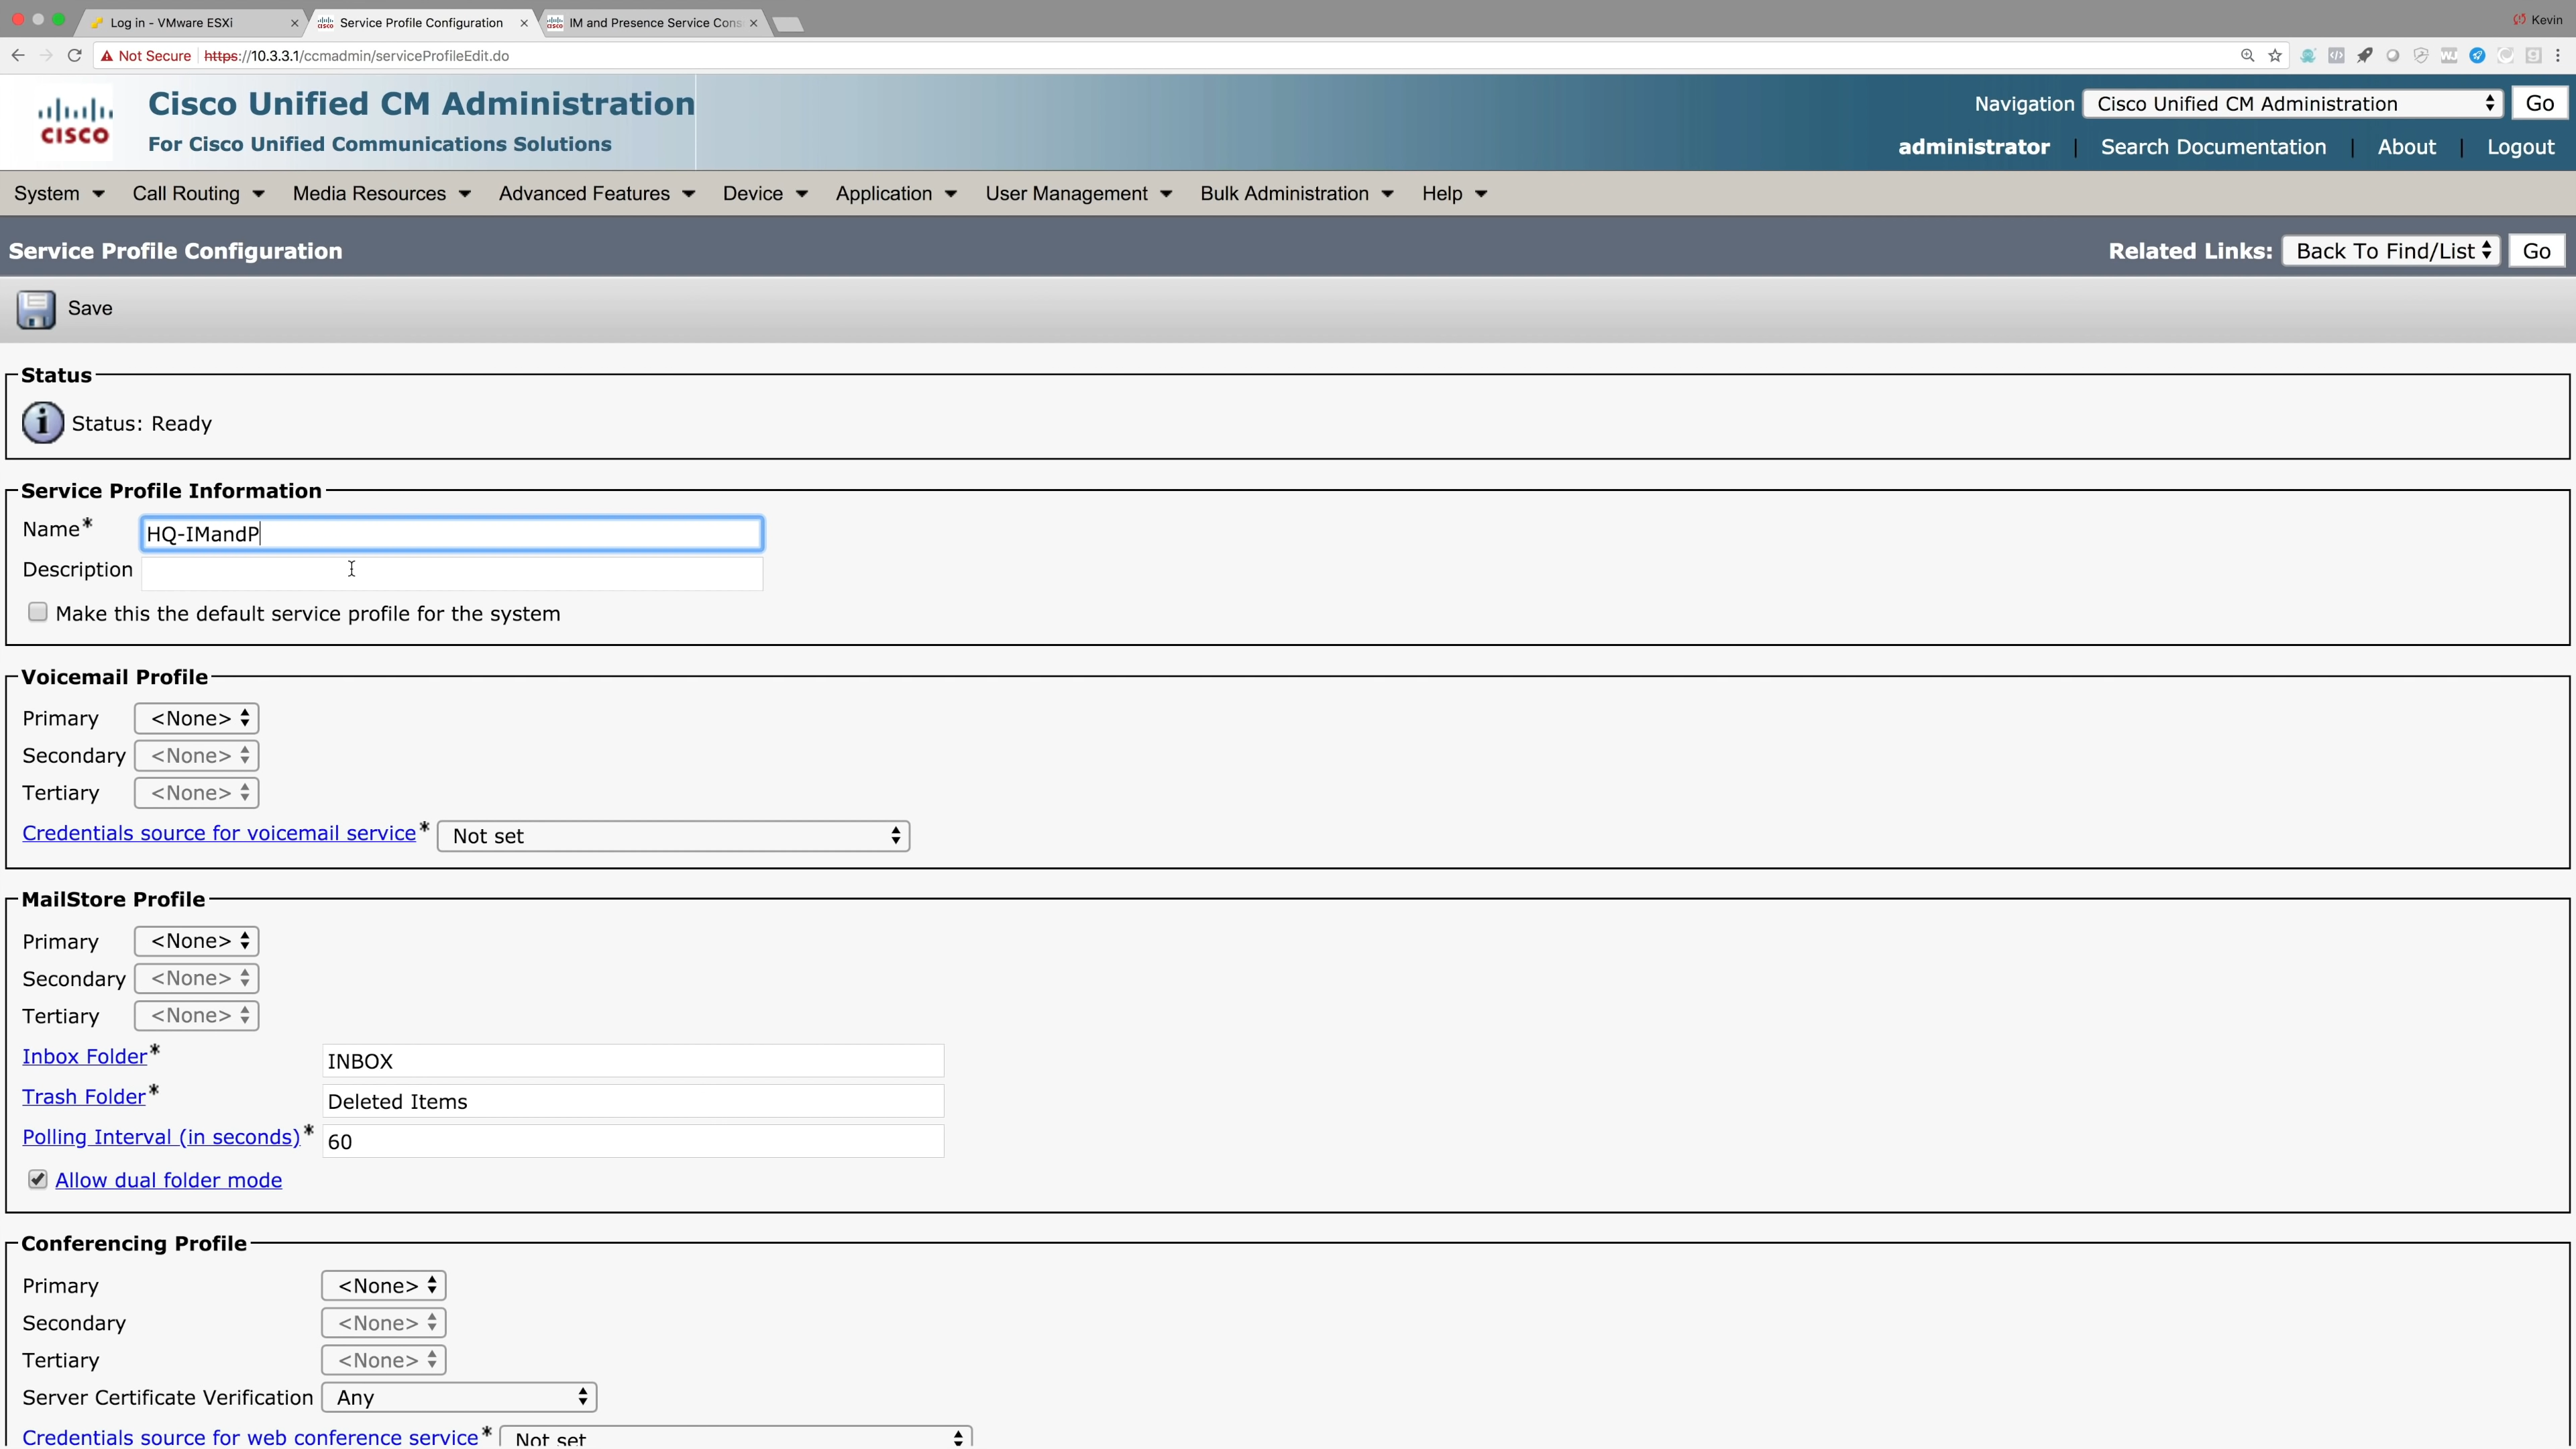 Log in - VMware ESXi
Service Profile Configuration
IM and Presence Service Cons
Kevin
Not Secure
https://10.3.3.1/ccmadmin/serviceProfileEdit.do
CISCO
Cisco Unified CM Administration
For Cisco Unified Communications Solutions
Navigation Cisco Unified CM Administration Go
administrator | Search Documentation | About | Logout
System Call Routing Media Resources Advanced Features Device Application User Management Bulk Administration Help
Service Profile Configuration
Related Links: Back To Find/List Go
Save
Status
Status: Ready
Service Profile Information
Name* HQ-IMandP
Description
Make this the default service profile for the system
Voicemail Profile
Primary <None>
Secondary <None>
Tertiary <None>
Credentials source for voicemail service* Not set
MailStore Profile
Primary <None>
Secondary <None>
Tertiary <None>
Inbox Folder* INBOX
Trash Folder* Deleted Items
Polling Interval (in seconds)* 60
Allow dual folder mode
Conferencing Profile
Primary <None>
Secondary <None>
Tertiary <None>
Server Certificate Verification Any
Credentials source for web conference service* Not set